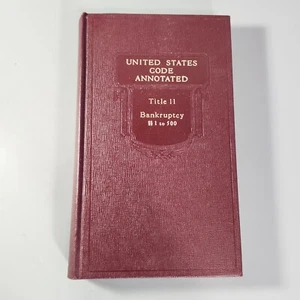 UNITED STATES
CODE
ANNOTATED
Title 11
Bankruptcy
§§ 1 to 500